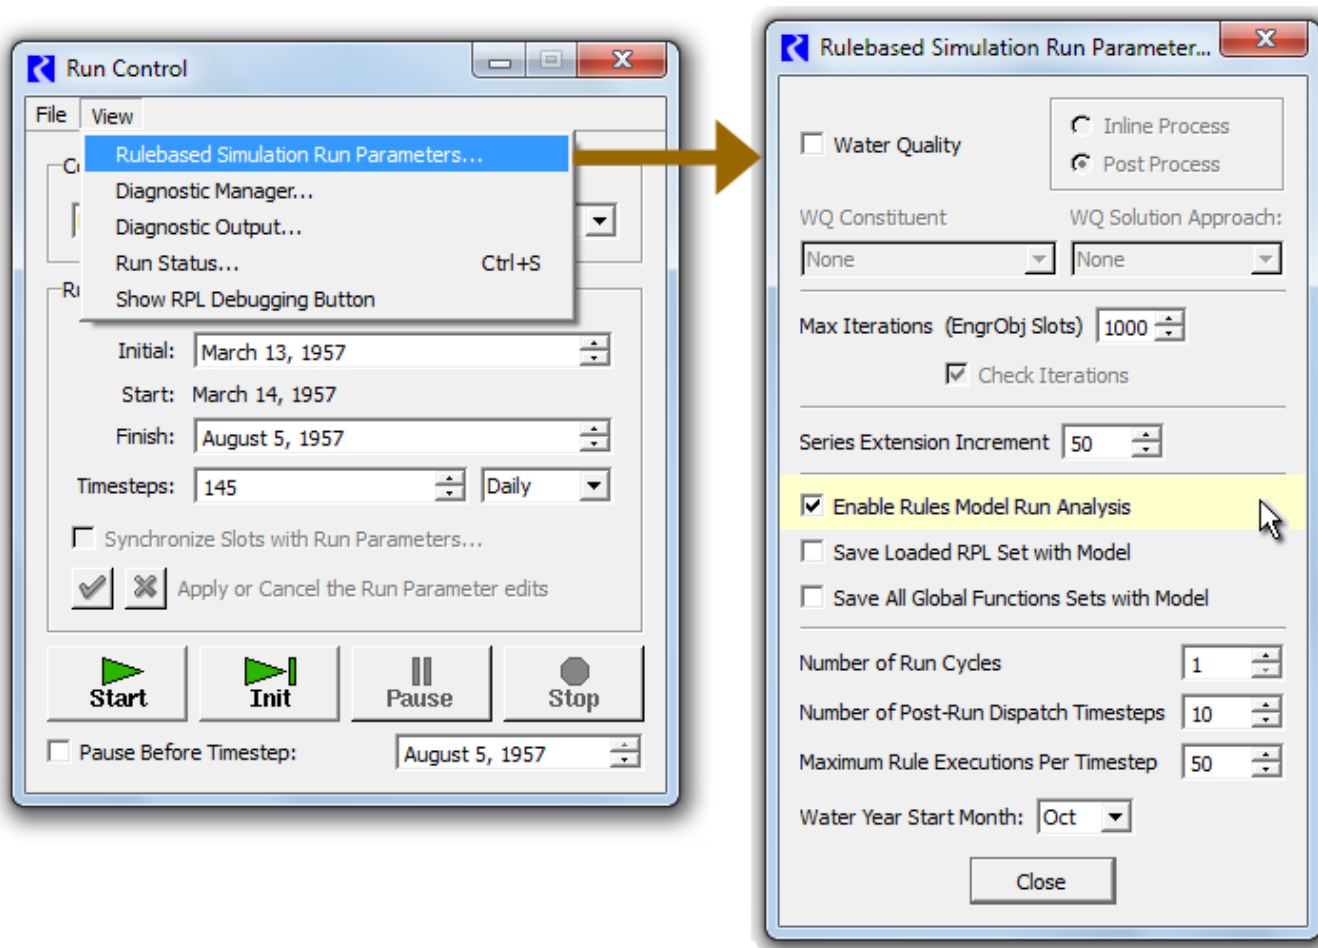 Run Control
File View
Rulebased Simulation Run Parameters...
Diagnostic Manager...
Diagnostic Output...
Run Status... Ctrl+S
Show RPL Debugging Button
Initial: March 13, 1957
Start: March 14, 1957
Finish: August 5, 1957
Timesteps: 145 Daily
Synchronize Slots with Run Parameters...
Apply or Cancel the Run Parameter edits
Start Init Pause Stop
Pause Before Timestep: August 5, 1957
Rulebased Simulation Run Parameter...
Water Quality
Inline Process
Post Process
WQ Constituent WQ Solution Approach:
None None
Max Iterations (EngrObj Slots) 1000
Check Iterations
Series Extension Increment 50
Enable Rules Model Run Analysis
Save Loaded RPL Set with Model
Save All Global Functions Sets with Model
Number of Run Cycles 1
Number of Post-Run Dispatch Timesteps 10
Maximum Rule Executions Per Timestep 50
Water Year Start Month: Oct
Close